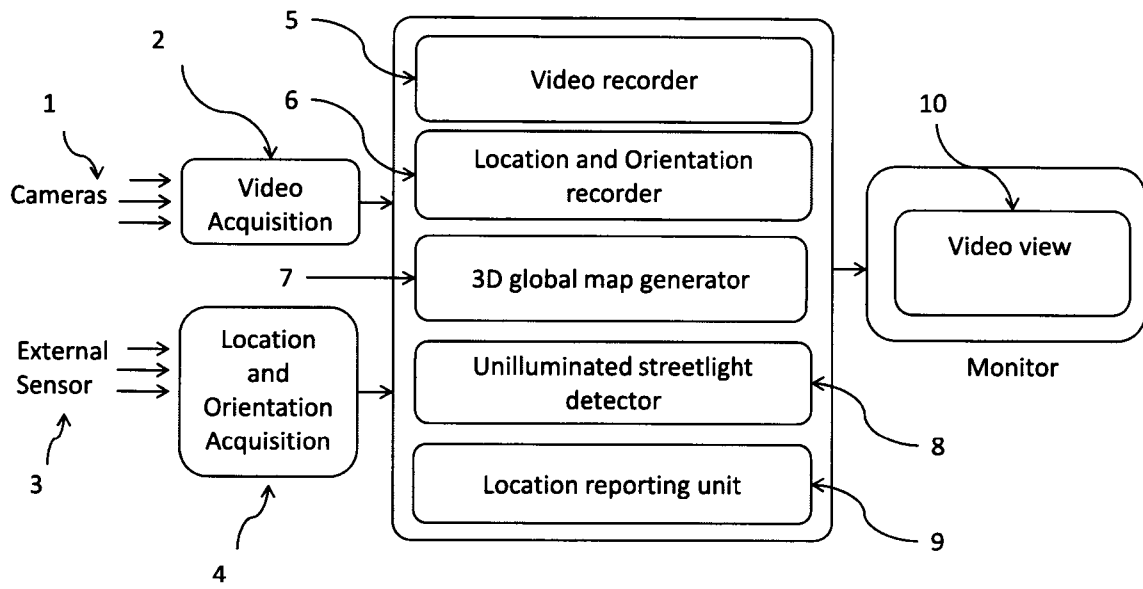 5
Video recorder
2
1
6
10
Cameras
Video
Acquisition
Location and Orientation
recorder
Video view
7
3D global map generator
External
Sensor
Location
and
Orientation
Acquisition
Unilluminated streetlight
detector
Monitor
8
3
Location reporting unit
9
4